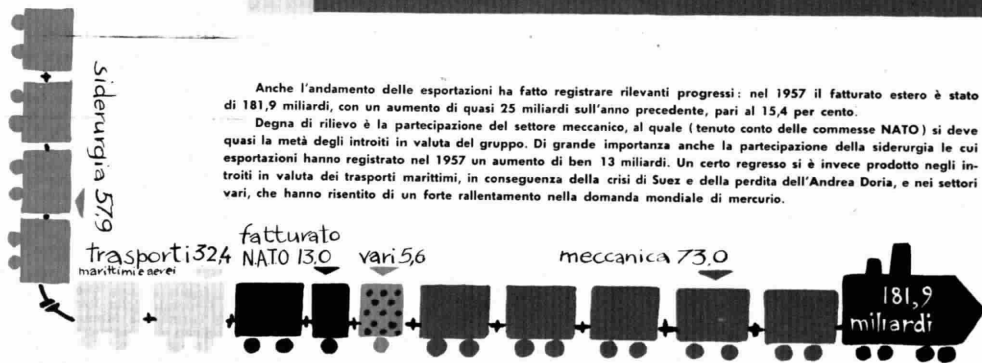 Anche l'andamento delle esportazioni ha fatto registrare rilevanti progressi: nel 1957 il fatturato estero è stato
di 181,9 miliardi, con un aumento di quasi 25 miliardi sull'anno precedente, pari al 15,4 per cento.
Degna di rilievo è la partecipazione del settore meccanico, al quale (tenuto conto delle commesse NATO) si deve
quasi la metà degli introiti in valuta del gruppo. Di grande importanza anche la partecipazione della siderurgia le cui
esportazioni hanno registrato nel 1957 un aumento di ben 13 miliardi. Un certo regresso si è invece prodotto negli in-
troiti in valuta dei trasporti marittimi, in conseguenza della crisi di Suez e della perdita dell'Andrea Doria, e nei settori
vari, che hanno risentito di un forte rallentamento nella domanda mondiale di mercurio.
siderurgia 57,9
trasporti 32,4
marittimi e aerei
fatturato
NATO 13,0
vari 5,6
meccanica 73,0
181,9
miliardi